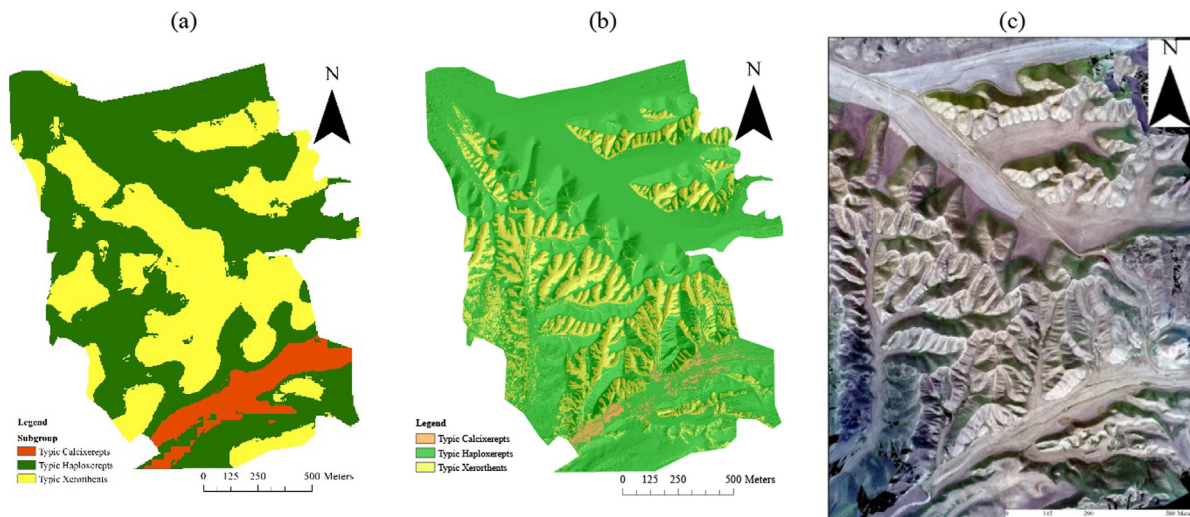 (a)
(b)
(c)
N
N
N
Legend
Subgroup
Typic Calcixerepts
Typic Haploxerepts
Typic Xerorthents
0 125 250 500 Meters
Legend
Typic Calcixerepts
Typic Haploxerepts
Typic Xerorthents
0 125 250 500 Meters